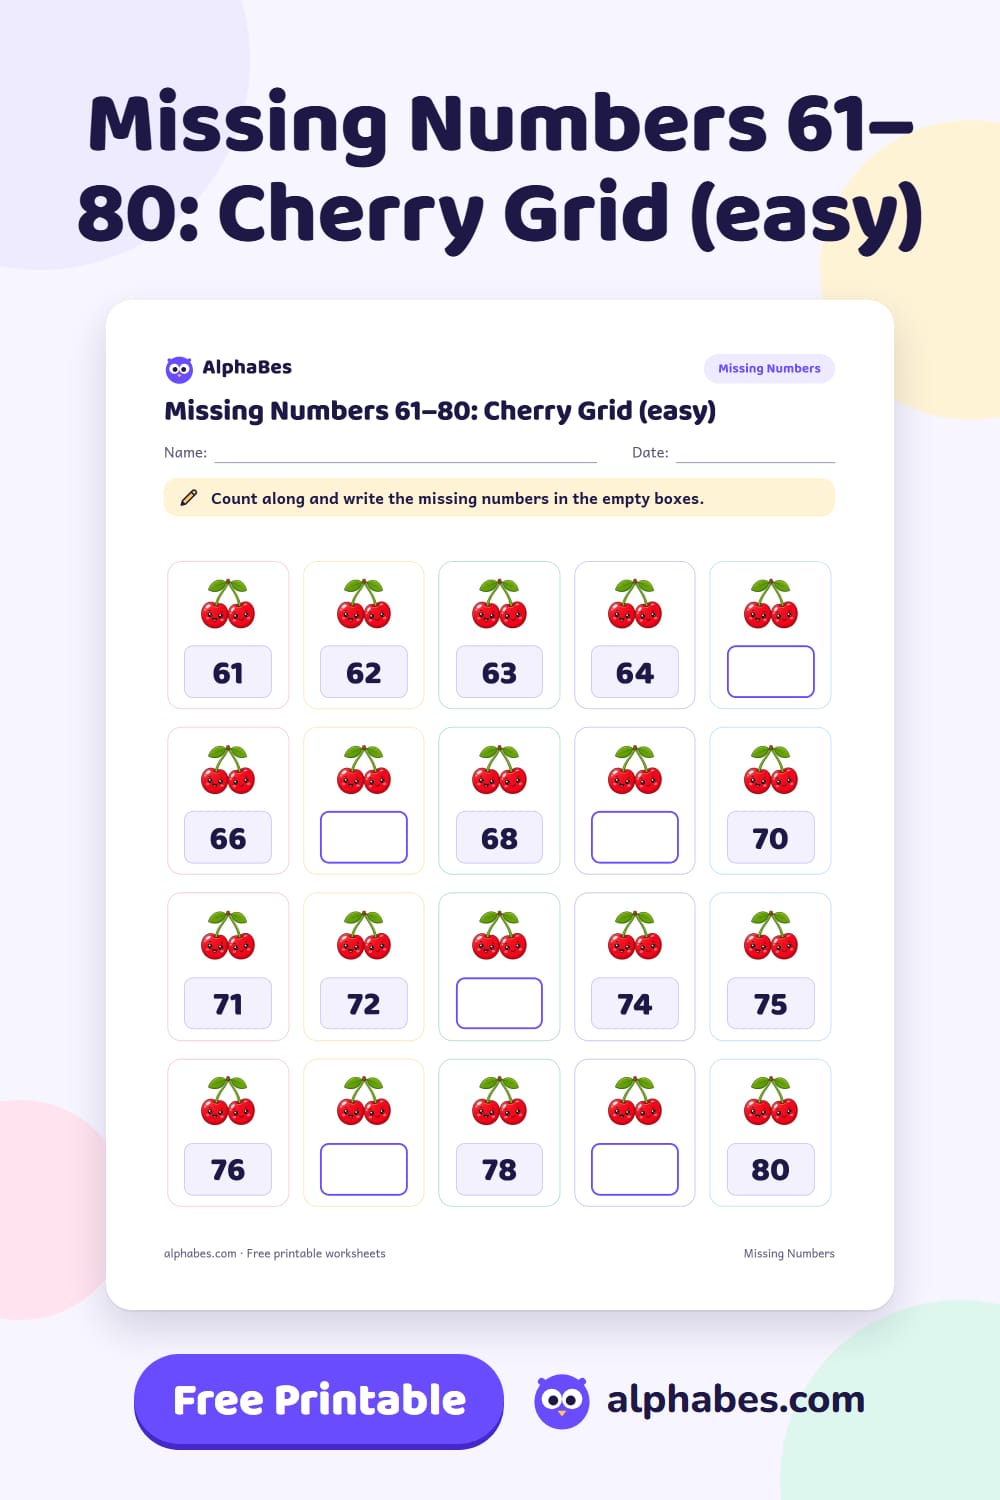 Missing Numbers 61–
80: Cherry Grid (easy)
AlphaBes
Missing Numbers
Missing Numbers 61–80: Cherry Grid (easy)
Name:
Date:
Count along and write the missing numbers in the empty boxes.
61 62 63 64
66 68 70
71 72 74 75
76 78 80
alphabes.com · Free printable worksheets
Missing Numbers
Free Printable
alphabes.com